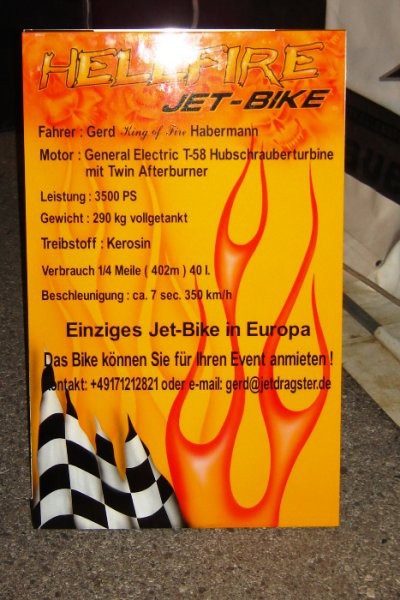 HELLFIRE
JET-BIKE
Fahrer : Gerd King of Fire Habermann
Motor : General Electric T-58 Hubschrauberturbine
mit Twin Afterburner
Leistung : 3500 PS
Gewicht : 290 kg vollgetankt
Treibstoff : Kerosin
Verbrauch 1/4 Meile ( 402m ) 40 l.
Beschleunigung : ca. 7 sec. 350 km/h
Einziges Jet-Bike in Europa
Das Bike können Sie für Ihren Event anmieten !
Kontakt: +49171212821 oder e-mail: gerd@jetdragster.de